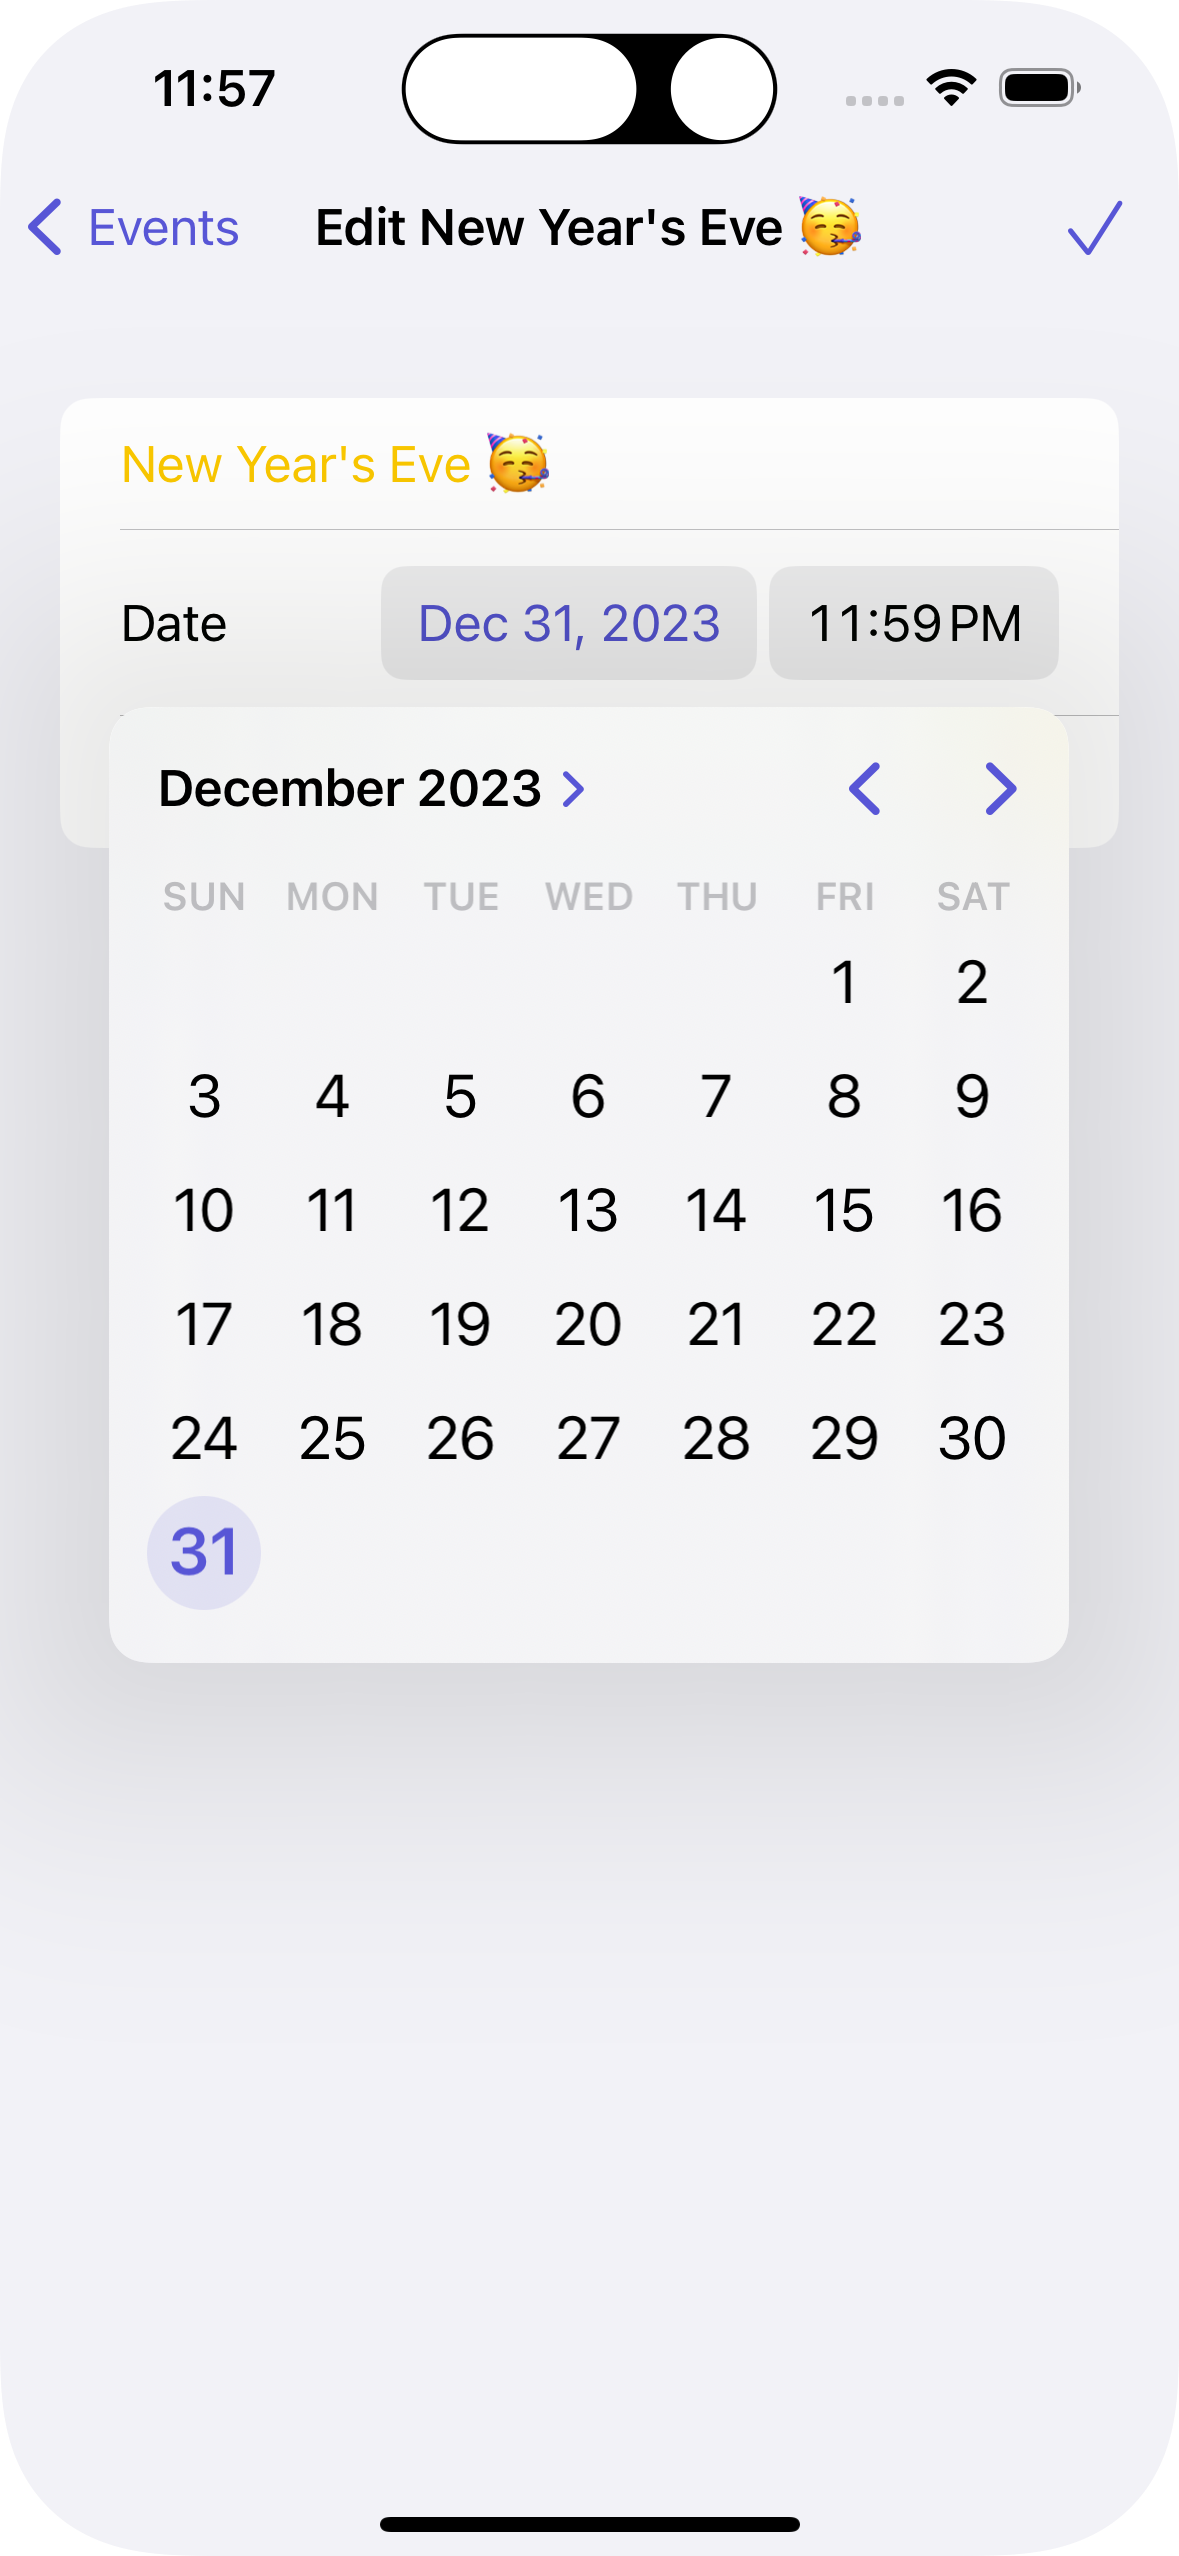 11:57
Events
Edit New Year's Eve 🥳
New Year's Eve 🥳
Date Dec 31, 2023 11:59 PM
December 2023
SUN MON TUE WED THU FRI SAT
1 2
3 4 5 6 7 8 9
10 11 12 13 14 15 16
17 18 19 20 21 22 23
24 25 26 27 28 29 30
31